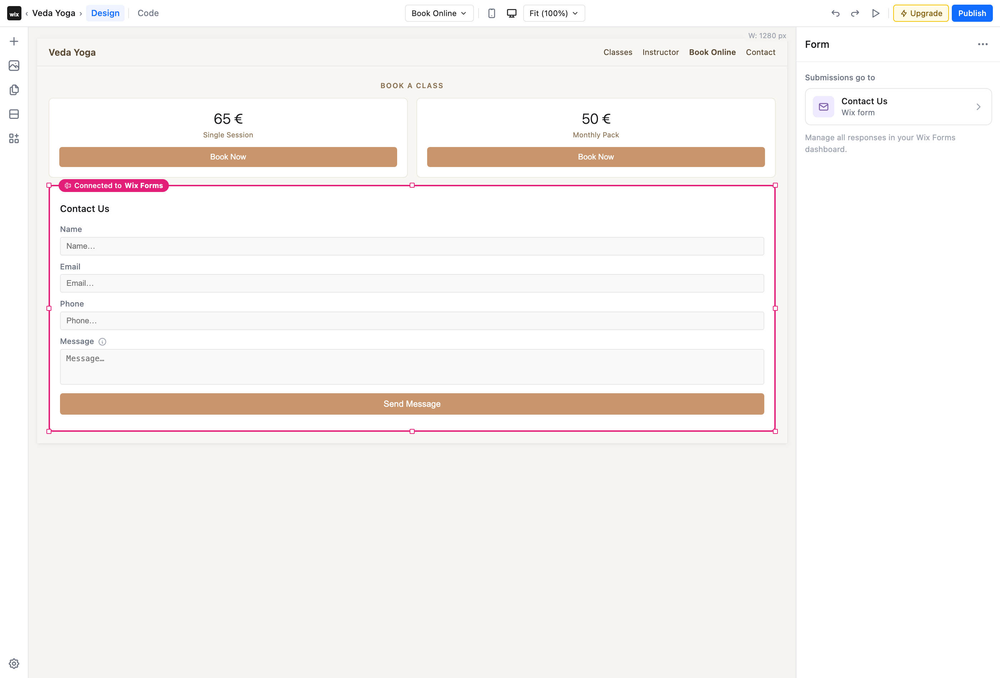 wix ‹ Veda Yoga › Design Code Book Online Fit (100%) Upgrade Publish
W: 1280 px
Veda Yoga Classes Instructor Book Online Contact
BOOK A CLASS
65 €
Single Session
Book Now
50 €
Monthly Pack
Book Now
Connected to Wix Forms
Contact Us
Name
Name...
Email
Email...
Phone
Phone...
Message
Message…
Send Message
Form
Submissions go to
Contact Us
Wix form
Manage all responses in your Wix Forms
dashboard.